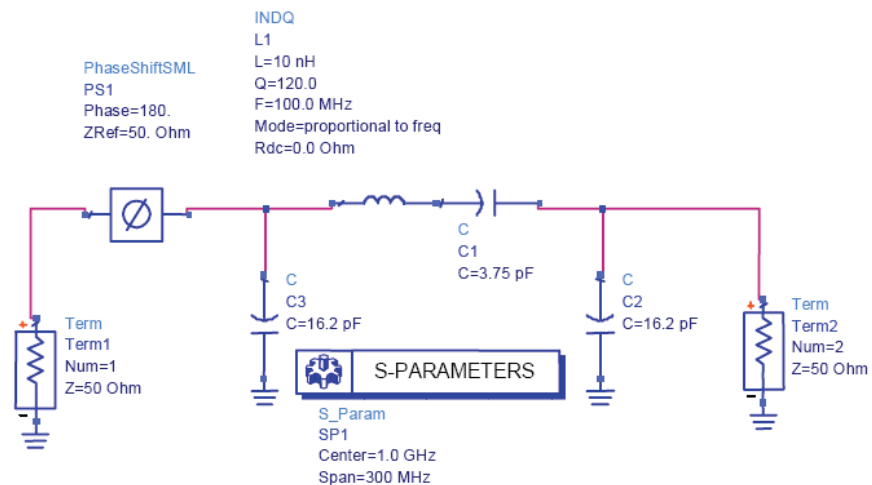 INDQ
L1
L=10 nH
Q=120.0
F=100.0 MHz
Mode=proportional to freq
Rdc=0.0 Ohm
PhaseShiftSML
PS1
Phase=180.
ZRef=50. Ohm
C
C1
C=3.75 pF
C
C3
C=16.2 pF
C
C2
C=16.2 pF
+
Term
Term1
Num=1
Z=50 Ohm
-
+
Term
Term2
Num=2
Z=50 Ohm
-
S-PARAMETERS
S_Param
SP1
Center=1.0 GHz
Span=300 MHz